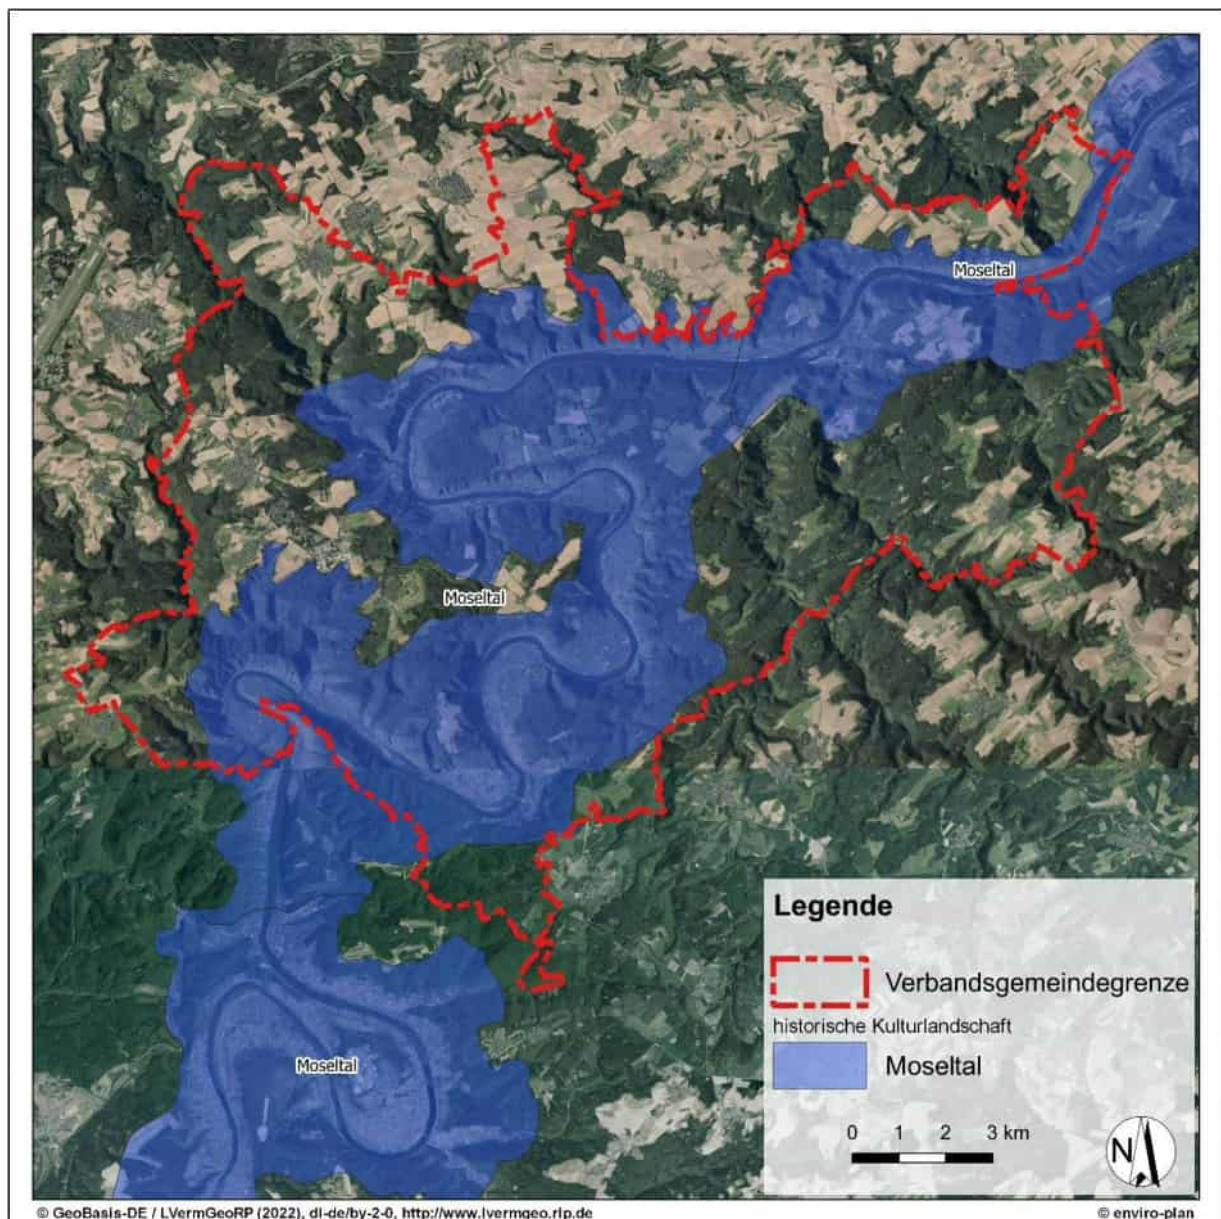 Moseltal
Moseltal
Moseltal
Legende
Verbandsgemeindegrenze
historische Kulturlandschaft
Moseltal
0 1 2 3 km
N
© GeoBasis-DE / LVermGeoRP (2022), dl-de/by-2-0, http://www.lvermgeo.rlp.de
© enviro-plan